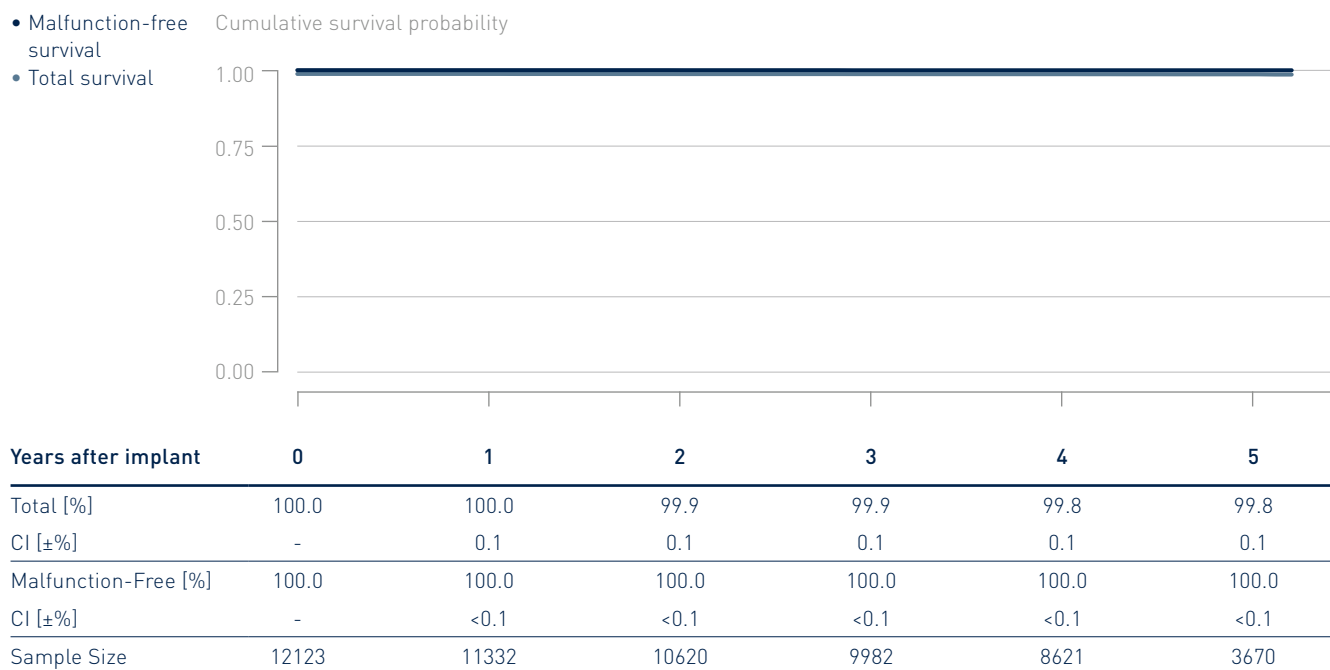 • Malfunction-free survival
• Total survival
Cumulative survival probability
1.00
0.75
0.50
0.25
0.00
Years after implant 0 1 2 3 4 5
Total [%] 100.0 100.0 99.9 99.9 99.8 99.8
CI [±%] - 0.1 0.1 0.1 0.1 0.1
Malfunction-Free [%] 100.0 100.0 100.0 100.0 100.0 100.0
CI [±%] - <0.1 <0.1 <0.1 <0.1 <0.1
Sample Size 12123 11332 10620 9982 8621 3670